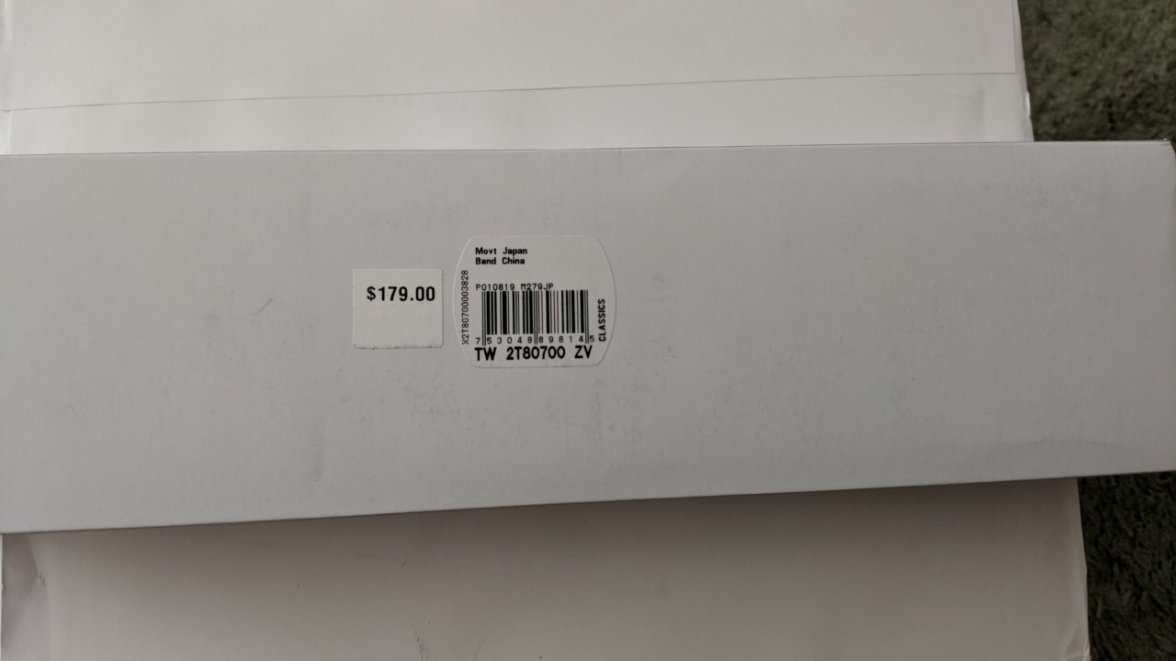 $179.00
Movt Japan
Band China
X2T80700003828
P010819 M279JP
7 53048 89814 5
CLASSICS
TW 2T80700 ZV